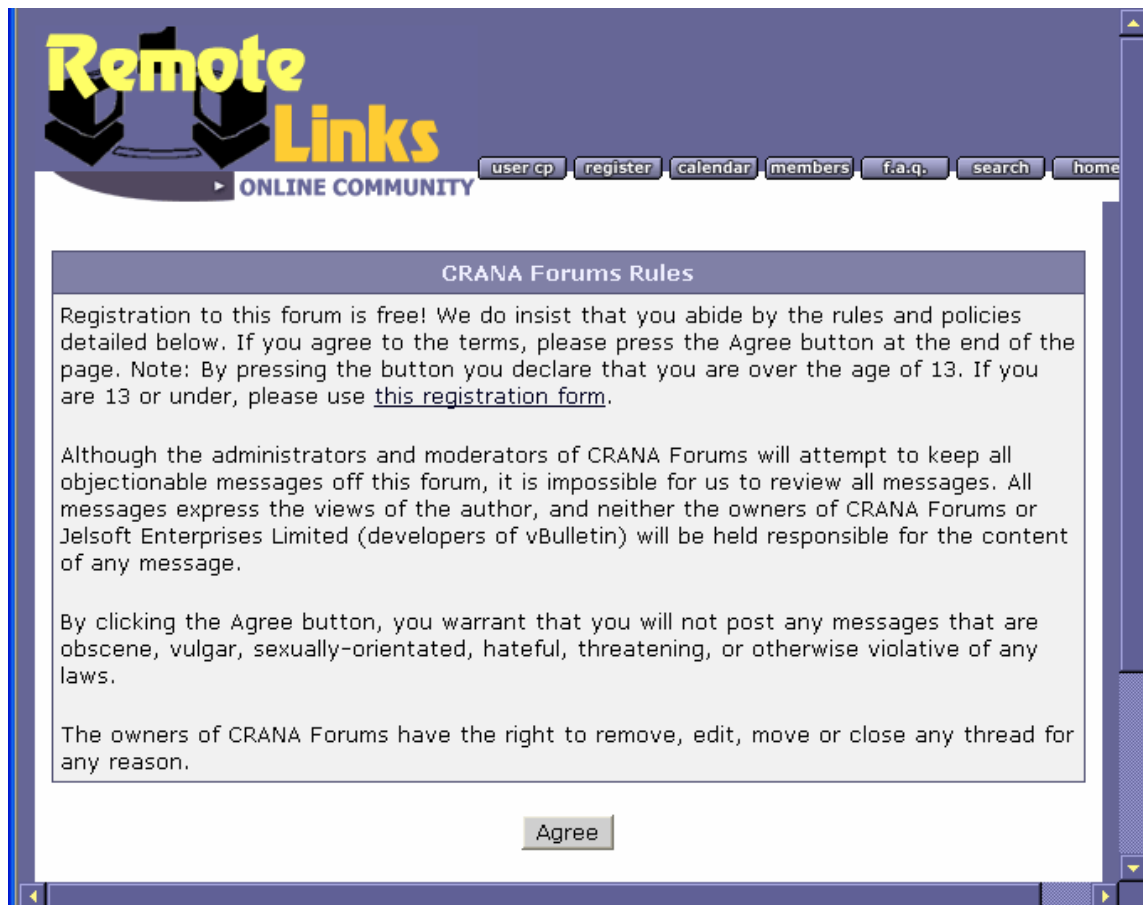 Remote
Links
ONLINE COMMUNITY
user cp register calendar members f.a.q. search home
CRANA Forums Rules
Registration to this forum is free! We do insist that you abide by the rules and policies
detailed below. If you agree to the terms, please press the Agree button at the end of the
page. Note: By pressing the button you declare that you are over the age of 13. If you
are 13 or under, please use this registration form.
Although the administrators and moderators of CRANA Forums will attempt to keep all
objectionable messages off this forum, it is impossible for us to review all messages. All
messages express the views of the author, and neither the owners of CRANA Forums or
Jelsoft Enterprises Limited (developers of vBulletin) will be held responsible for the content
of any message.
By clicking the Agree button, you warrant that you will not post any messages that are
obscene, vulgar, sexually-orientated, hateful, threatening, or otherwise violative of any
laws.
The owners of CRANA Forums have the right to remove, edit, move or close any thread for
any reason.
Agree